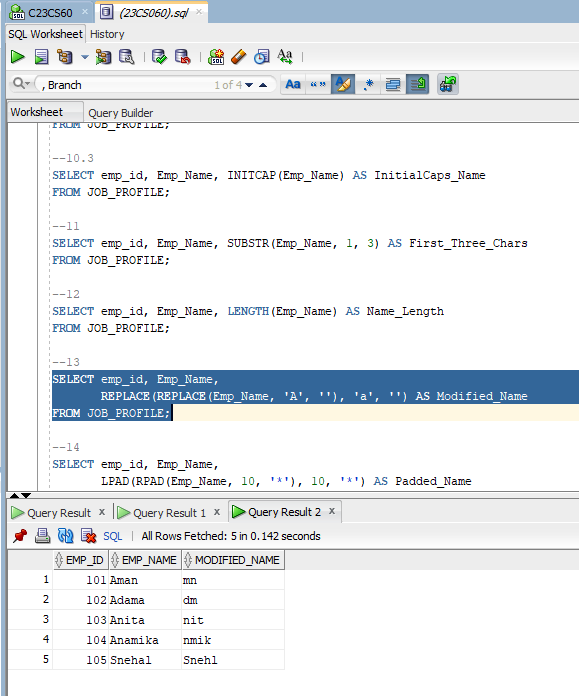 C23CS60 (23CS060).sql
SQL Worksheet History
, Branch 1 of 4 Aa “ ” .*
Worksheet Query Builder
FROM JOB_PROFILE;
--10.3
SELECT emp_id, Emp_Name, INITCAP(Emp_Name) AS InitialCaps_Name
FROM JOB_PROFILE;
--11
SELECT emp_id, Emp_Name, SUBSTR(Emp_Name, 1, 3) AS First_Three_Chars
FROM JOB_PROFILE;
--12
SELECT emp_id, Emp_Name, LENGTH(Emp_Name) AS Name_Length
FROM JOB_PROFILE;
--13
SELECT emp_id, Emp_Name,
REPLACE(REPLACE(Emp_Name, 'A', ''), 'a', '') AS Modified_Name
FROM JOB_PROFILE;
--14
SELECT emp_id, Emp_Name,
LPAD(RPAD(Emp_Name, 10, '*'), 10, '*') AS Padded_Name
Query Result x Query Result 1 x Query Result 2 x
SQL | All Rows Fetched: 5 in 0.142 seconds
EMP_ID EMP_NAME MODIFIED_NAME
1 101 Aman mn
2 102 Adama dm
3 103 Anita nit
4 104 Anamika nmik
5 105 Snehal Snehl